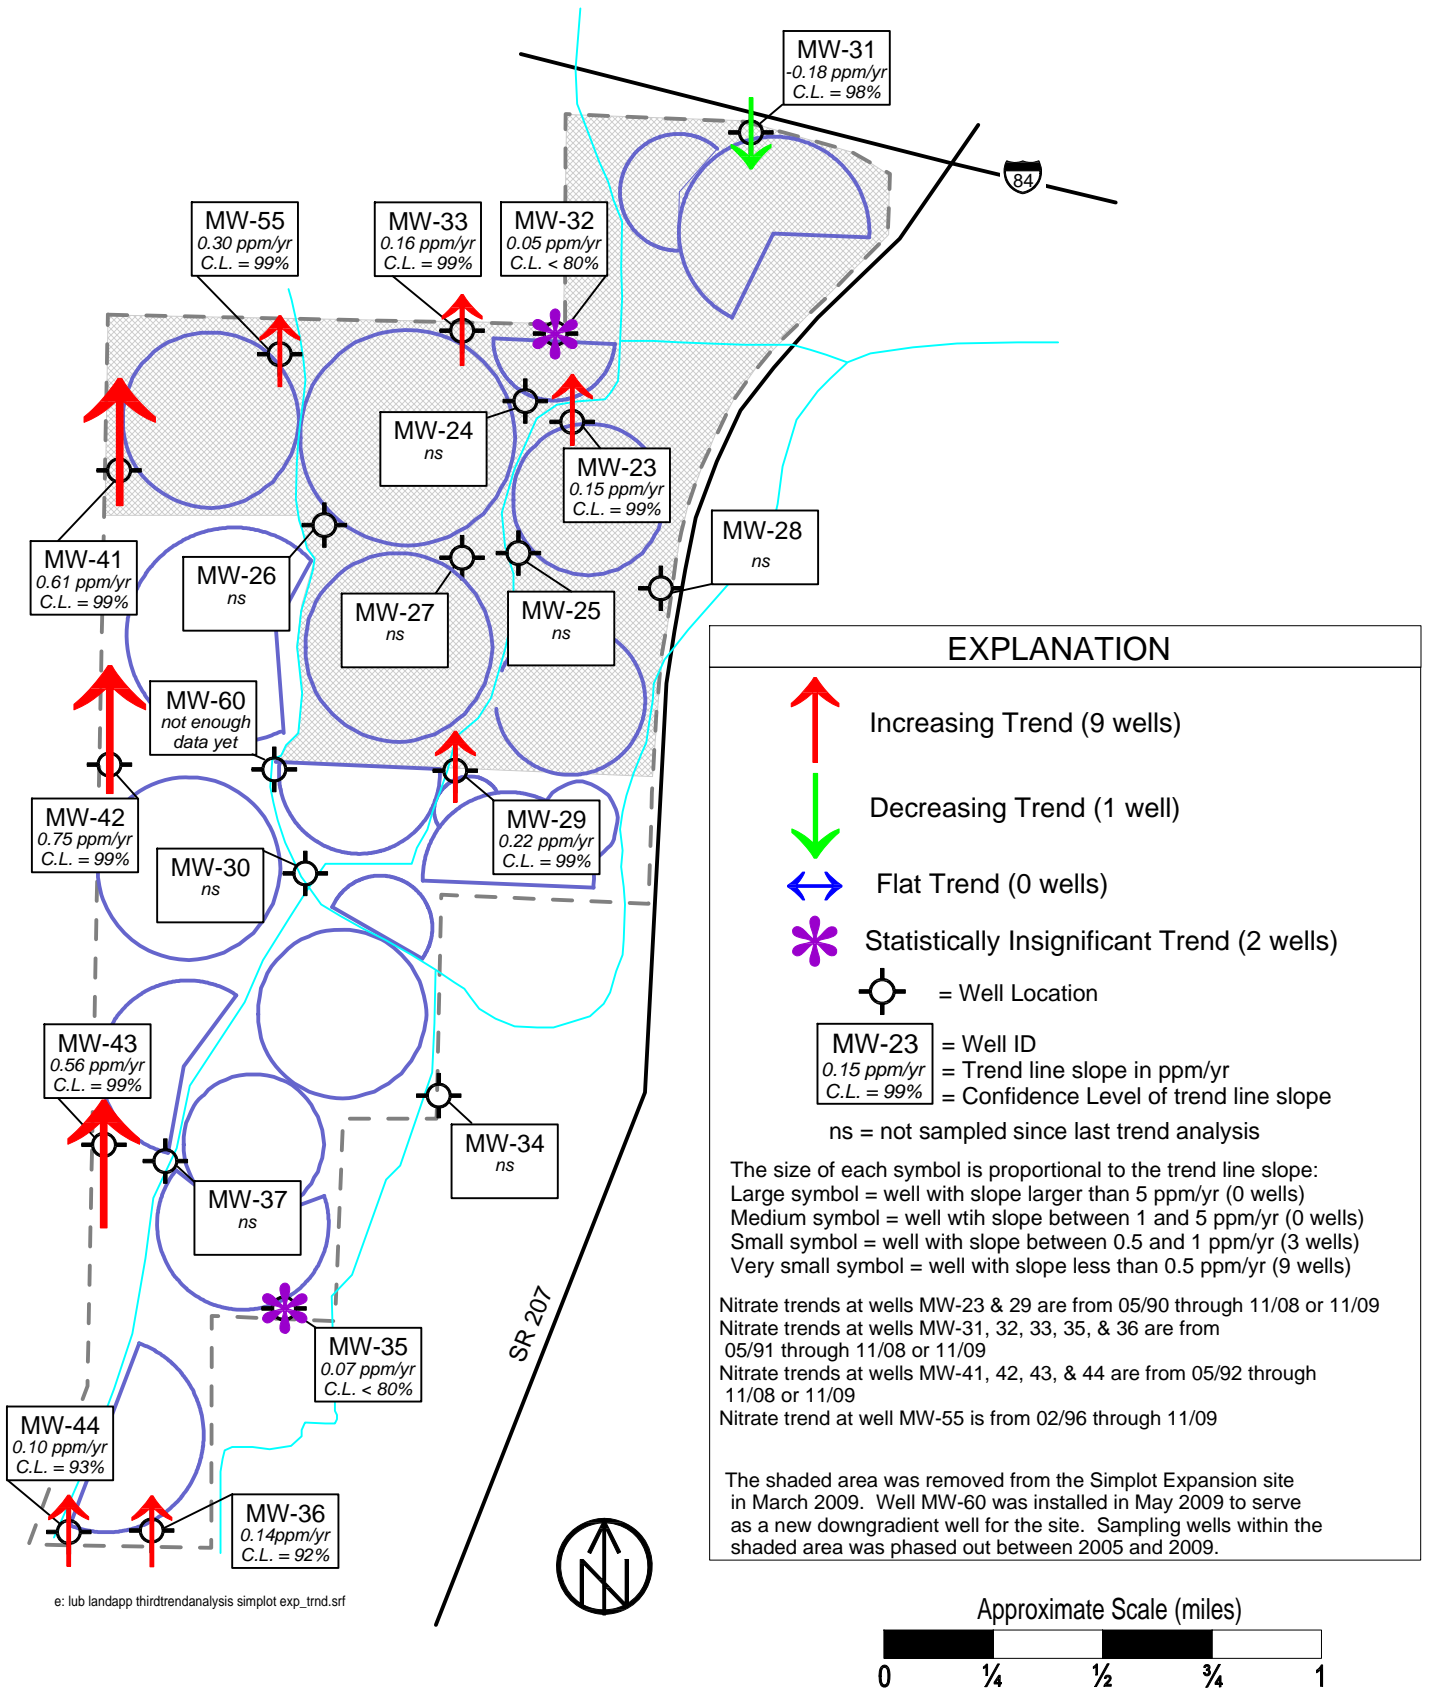 MW-31
-0.18 ppm/yr
C.L. = 98%
84
MW-55
0.30 ppm/yr
C.L. = 99%
MW-33
0.16 ppm/yr
C.L. = 99%
MW-32
0.05 ppm/yr
C.L. < 80%
MW-24
ns
MW-23
0.15 ppm/yr
C.L. = 99%
MW-28
ns
MW-41
0.61 ppm/yr
C.L. = 99%
MW-26
ns
MW-27
ns
MW-25
ns
MW-60
not enough
data yet
MW-42
0.75 ppm/yr
C.L. = 99%
MW-29
0.22 ppm/yr
C.L. = 99%
MW-30
ns
MW-43
0.56 ppm/yr
C.L. = 99%
MW-34
ns
MW-37
ns
MW-35
0.07 ppm/yr
C.L. < 80%
MW-44
0.10 ppm/yr
C.L. = 93%
MW-36
0.14ppm/yr
C.L. = 92%
SR 207
N
e: lub landapp thirdtrendanalysis simplot exp_trnd.srf
EXPLANATION
Increasing Trend (9 wells)
Decreasing Trend (1 well)
Flat Trend (0 wells)
Statistically Insignificant Trend (2 wells)
= Well Location
MW-23 = Well ID
0.15 ppm/yr = Trend line slope in ppm/yr
C.L. = 99% = Confidence Level of trend line slope
ns = not sampled since last trend analysis
The size of each symbol is proportional to the trend line slope:
Large symbol = well with slope larger than 5 ppm/yr (0 wells)
Medium symbol = well wtih slope between 1 and 5 ppm/yr (0 wells)
Small symbol = well with slope between 0.5 and 1 ppm/yr (3 wells)
Very small symbol = well with slope less than 0.5 ppm/yr (9 wells)
Nitrate trends at wells MW-23 & 29 are from 05/90 through 11/08 or 11/09
Nitrate trends at wells MW-31, 32, 33, 35, & 36 are from
05/91 through 11/08 or 11/09
Nitrate trends at wells MW-41, 42, 43, & 44 are from 05/92 through
11/08 or 11/09
Nitrate trend at well MW-55 is from 02/96 through 11/09
The shaded area was removed from the Simplot Expansion site
in March 2009. Well MW-60 was installed in May 2009 to serve
as a new downgradient well for the site. Sampling wells within the
shaded area was phased out between 2005 and 2009.
Approximate Scale (miles)
0 ¼ ½ ¾ 1